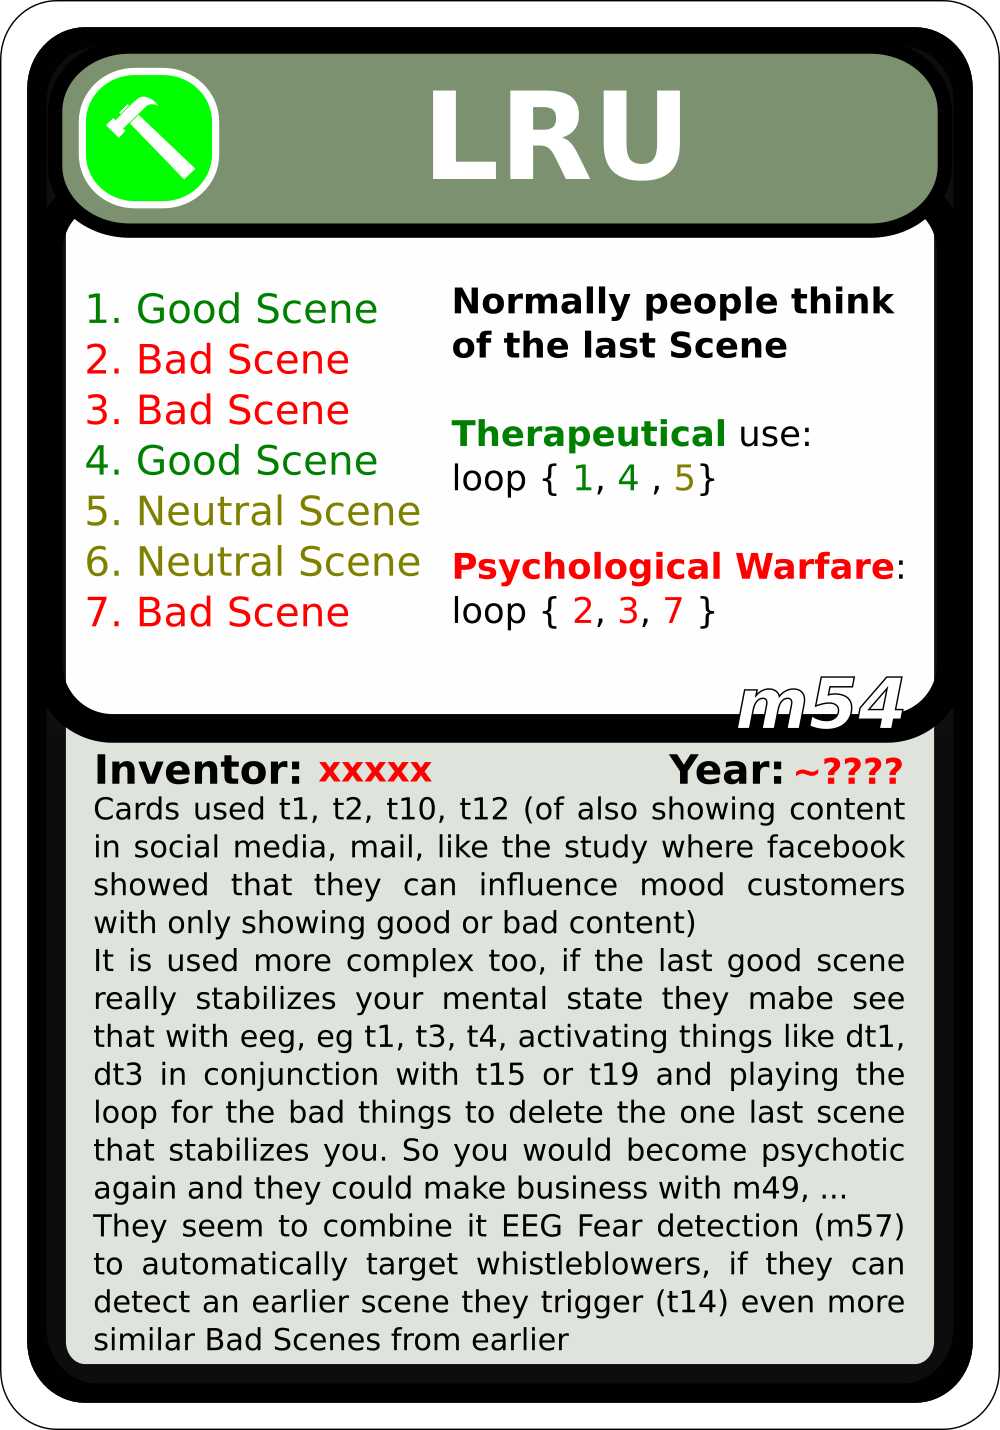 LRU
1. Good Scene
2. Bad Scene
3. Bad Scene
4. Good Scene
5. Neutral Scene
6. Neutral Scene
7. Bad Scene
Normally people think
of the last Scene
Therapeutical use:
loop { 1, 4 , 5}
Psychological Warfare:
loop { 2, 3, 7 }
m54
Inventor: xxxxx Year: ~????
Cards used t1, t2, t10, t12 (of also showing content
in social media, mail, like the study where facebook
showed that they can influence mood customers
with only showing good or bad content)
It is used more complex too, if the last good scene
really stabilizes your mental state they mabe see
that with eeg, eg t1, t3, t4, activating things like dt1,
dt3 in conjunction with t15 or t19 and playing the
loop for the bad things to delete the one last scene
that stabilizes you. So you would become psychotic
again and they could make business with m49, ...
They seem to combine it EEG Fear detection (m57)
to automatically target whistleblowers, if they can
detect an earlier scene they trigger (t14) even more
similar Bad Scenes from earlier